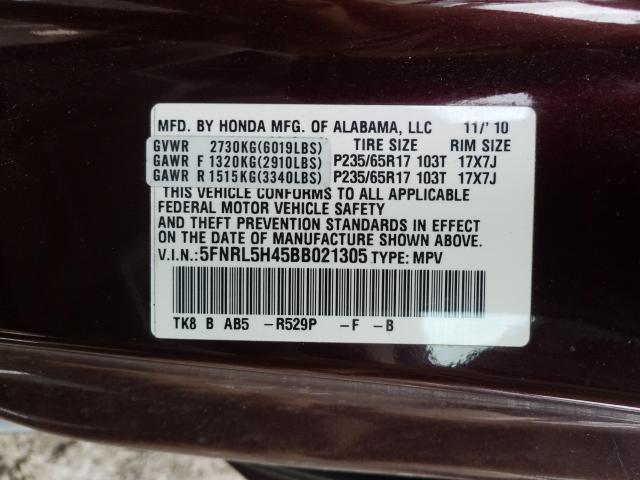 MFD. BY HONDA MFG. OF ALABAMA, LLC 11/'10
GVWR 2730KG(6019LBS) TIRE SIZE RIM SIZE
GAWR F 1320KG(2910LBS) P235/65R17 103T 17X7J
GAWR R 1515KG(3340LBS) P235/65R17 103T 17X7J
THIS VEHICLE CONFORMS TO ALL APPLICABLE
FEDERAL MOTOR VEHICLE SAFETY
AND THEFT PREVENTION STANDARDS IN EFFECT
ON THE DATE OF MANUFACTURE SHOWN ABOVE.
V.I.N.:5FNRL5H45BB021305 TYPE: MPV
TK8 B AB5 -R529P -F -B